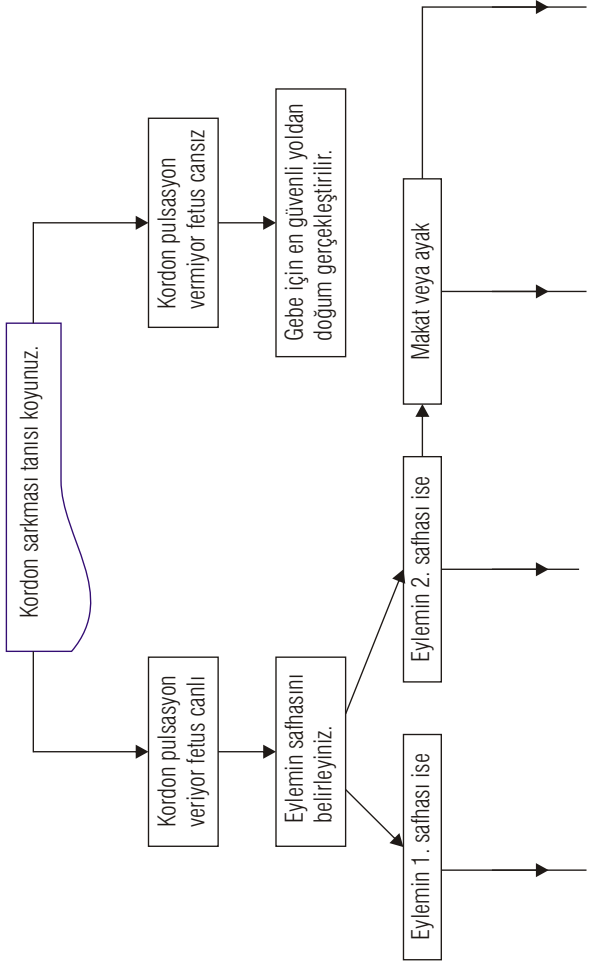 Kordon sarkması tanısı koyunuz.
Kordon pulsasyon
veriyor fetus canlı
Kordon pulsasyon
vermiyor fetus cansız
Eylemin safhasını
belirleyiniz.
Gebe için en güvenli yoldan
doğum gerçekleştirilir.
Eylemin 1. safhası ise
Eylemin 2. safhası ise
Makat veya ayak